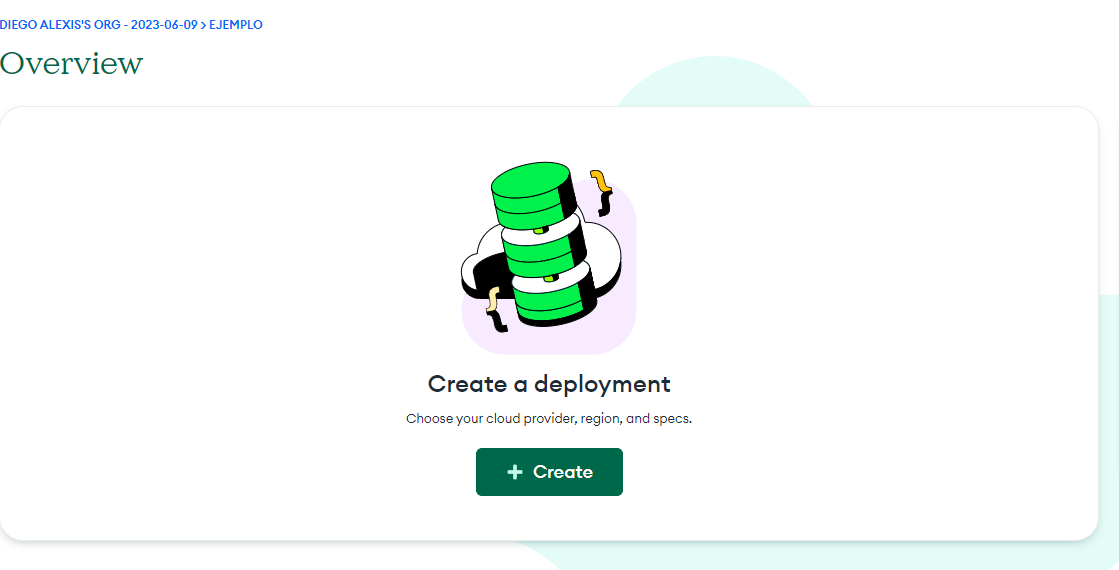 DIEGO ALEXIS'S ORG - 2023-06-09 > EJEMPLO
Overview
Create a deployment
Choose your cloud provider, region, and specs.
+ Create